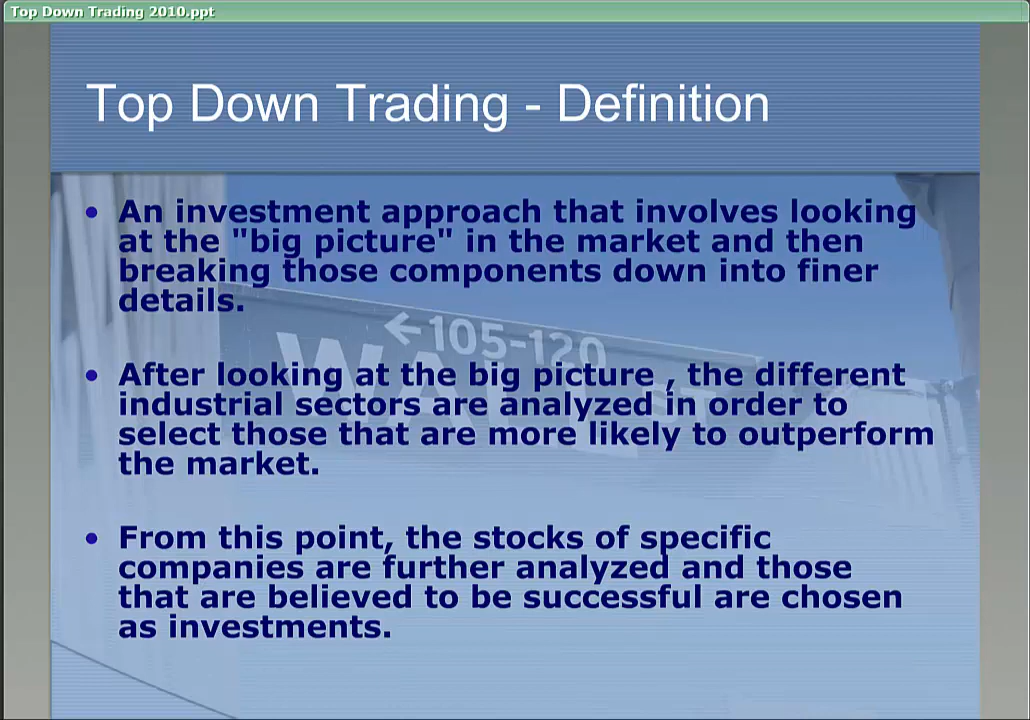 Top Down Trading 2010.ppt
Top Down Trading - Definition
• An investment approach that involves looking
at the "big picture" in the market and then
breaking those components down into finer
details.
←105-120
WA
• After looking at the big picture , the different
industrial sectors are analyzed in order to
select those that are more likely to outperform
the market.
• From this point, the stocks of specific
companies are further analyzed and those
that are believed to be successful are chosen
as investments.